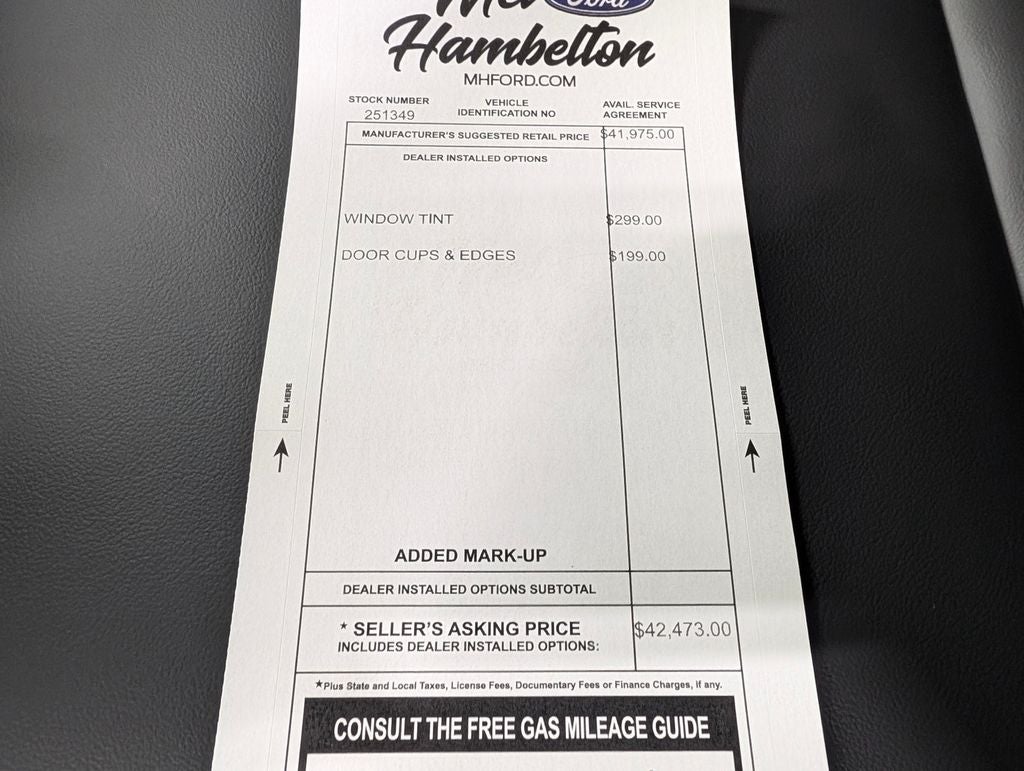 Mel Ford
Hambelton
MHFORD.COM
STOCK NUMBER VEHICLE AVAIL. SERVICE
251349 IDENTIFICATION NO AGREEMENT
MANUFACTURER'S SUGGESTED RETAIL PRICE $41,975.00
DEALER INSTALLED OPTIONS
WINDOW TINT $299.00
DOOR CUPS & EDGES $199.00
PEEL HERE PEEL HERE
ADDED MARK-UP
DEALER INSTALLED OPTIONS SUBTOTAL
* SELLER'S ASKING PRICE $42,473.00
INCLUDES DEALER INSTALLED OPTIONS:
★Plus State and Local Taxes, License Fees, Documentary Fees or Finance Charges, if any.
CONSULT THE FREE GAS MILEAGE GUIDE